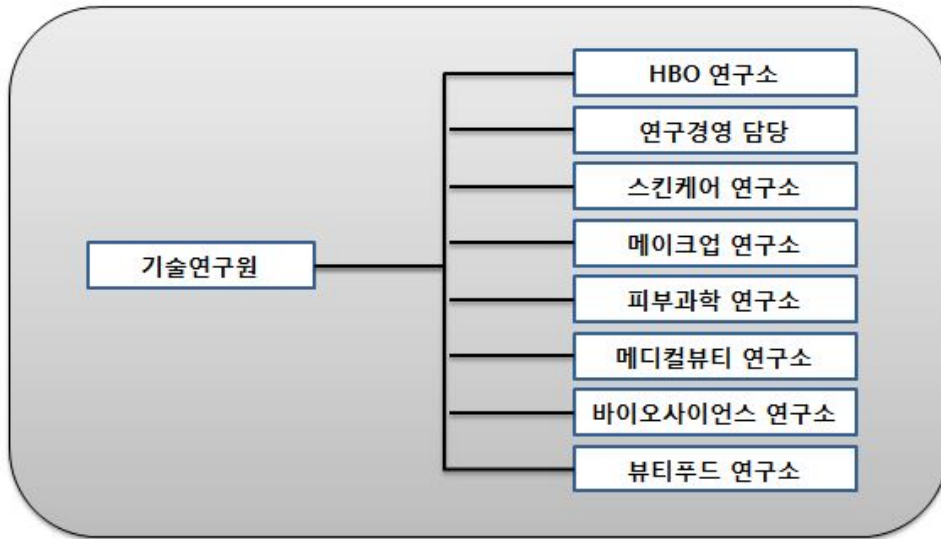 HBO 연구소
연구경영 담당
스킨케어 연구소
메이크업 연구소
기술연구원
피부과학 연구소
메디컬뷰티 연구소
바이오사이언스 연구소
뷰티푸드 연구소